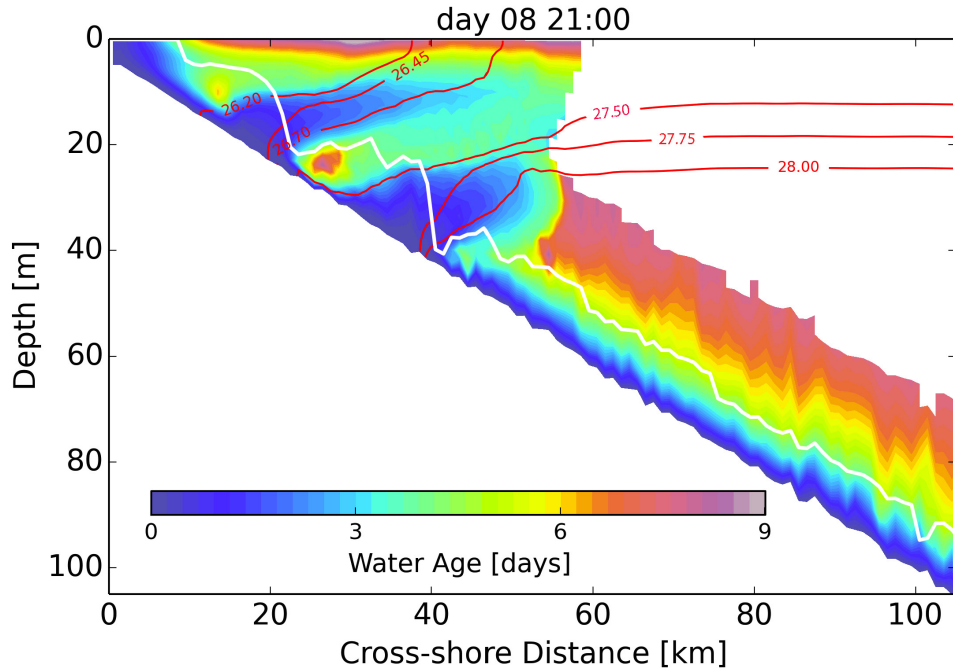 day 08 21:00
0
20
40
60
80
100
Depth [m]
26.20
26.45
26.70
27.50
27.75
28.00
0 3 6 9
Water Age [days]
0 20 40 60 80 100
Cross-shore Distance [km]